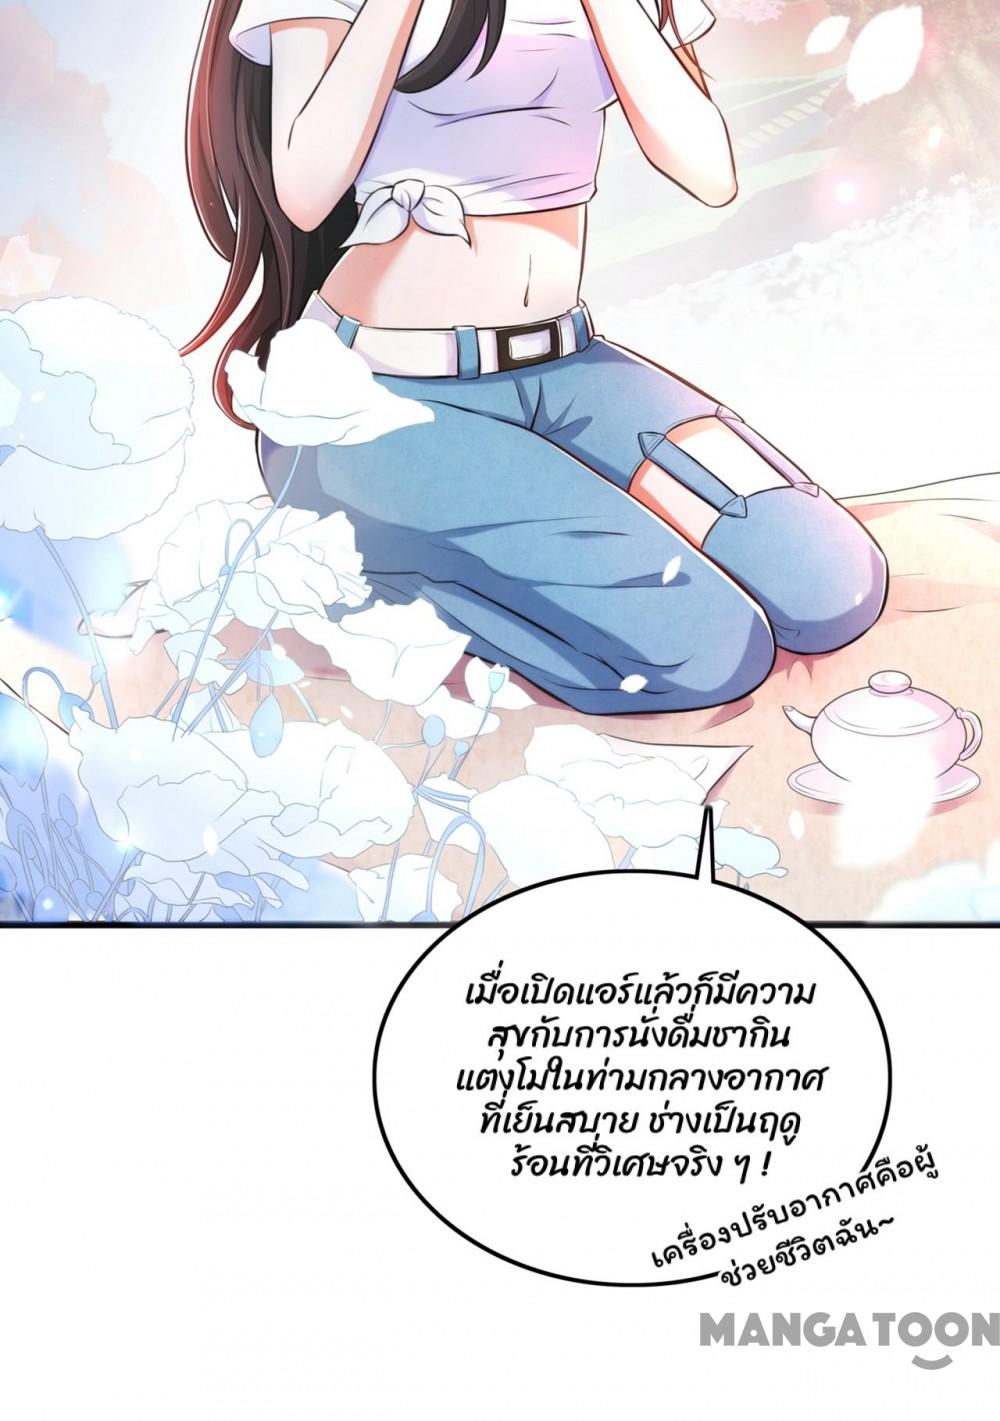 เมื่อเปิดแอร์แล้วก็มีความ
สุขกับการนั่งดื่มชากิน
แตงโมในท่ามกลางอากาศ
ที่เย็นสบาย ช่างเป็นฤดู
ร้อนที่วิเศษจริง ๆ !
เครื่องปรับอากาศคือผู้
ช่วยชีวิตฉัน~
MANGATOON